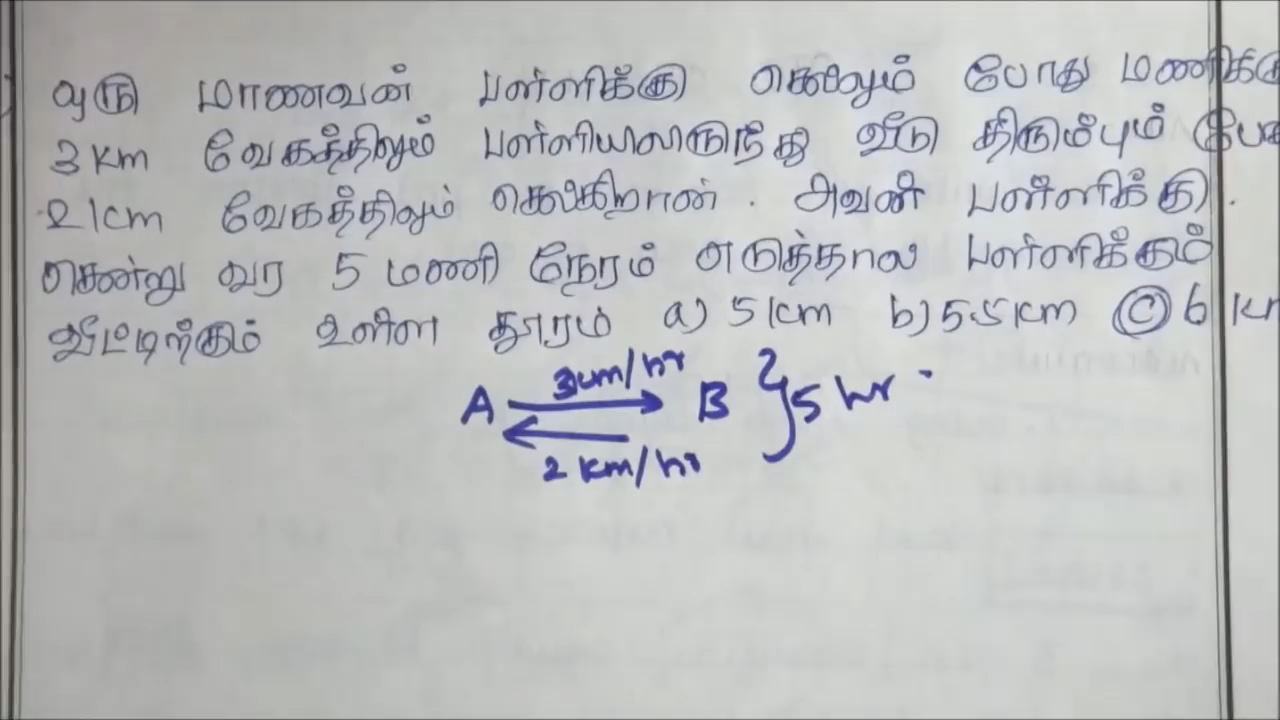 ஒரு மாணவன் பள்ளிக்கு செல்லும் போது மணிக்கு
3 km வேகத்திலும் பள்ளியிலிருந்து வீடு திரும்பும் போ
2 km வேகத்திலும் செல்கிறான். அவன் பள்ளிக்கு
சென்று வர 5 மணி நேரம் எடுத்தால் பள்ளிக்கும்
வீட்டிற்கும் உள்ள தூரம் a) 5 km b) 5.5 km c) 6 k
3 km/hr
A B } 5 hr.
2 km/hr